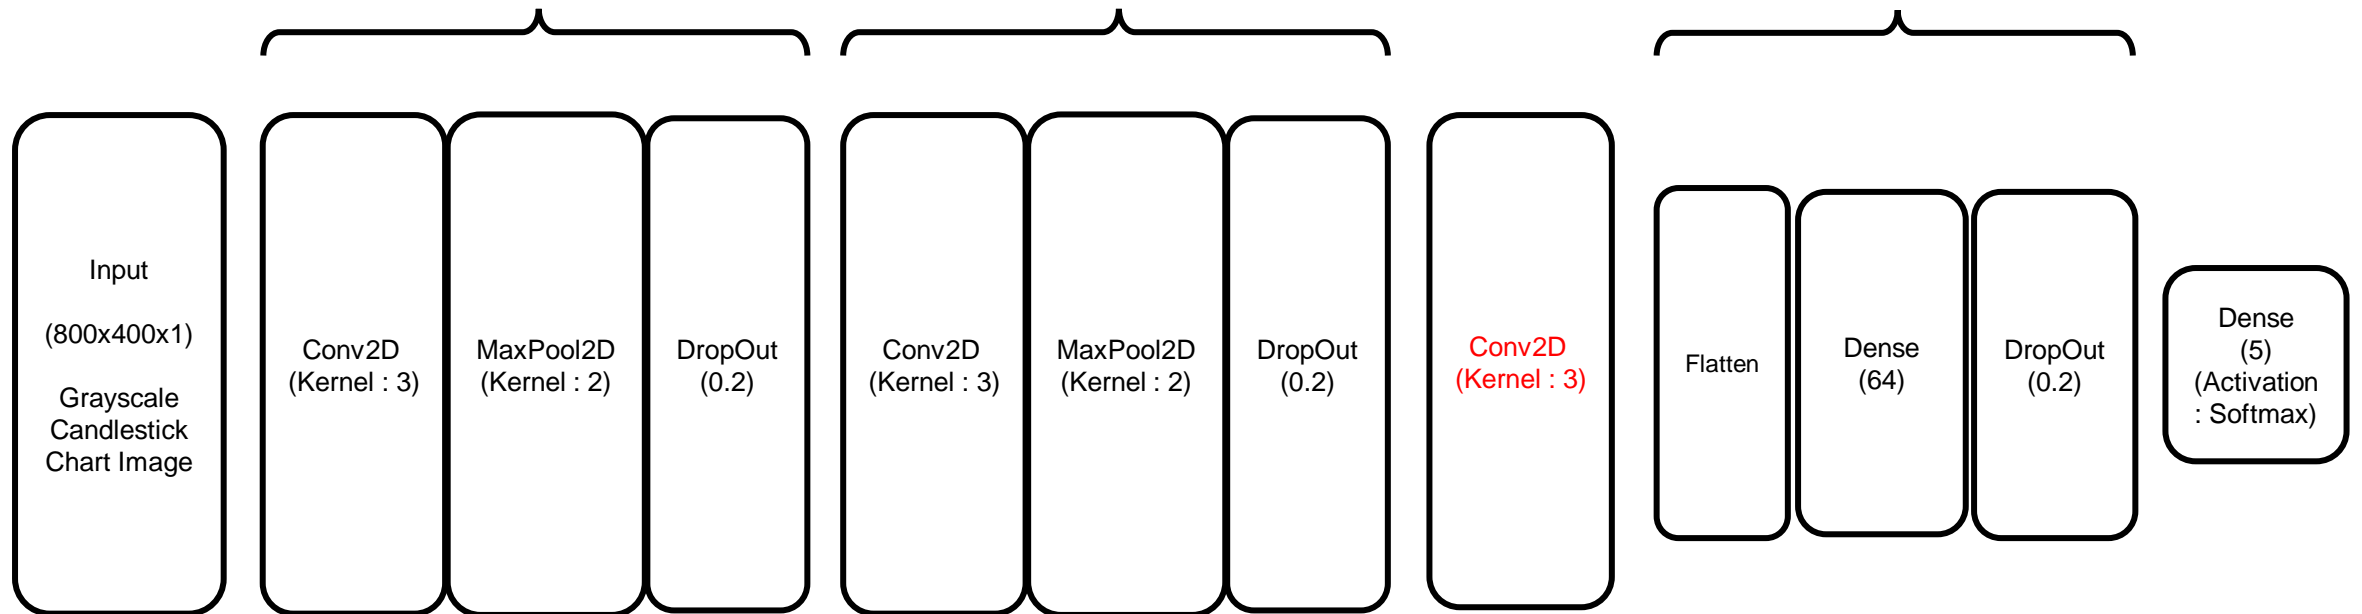 Input
(800x400x1)
Grayscale
Candlestick
Chart Image
Conv2D
(Kernel : 3)
MaxPool2D
(Kernel : 2)
DropOut
(0.2)
Conv2D
(Kernel : 3)
MaxPool2D
(Kernel : 2)
DropOut
(0.2)
Conv2D
(Kernel : 3)
Flatten
Dense
(64)
DropOut
(0.2)
Dense
(5)
(Activation
: Softmax)